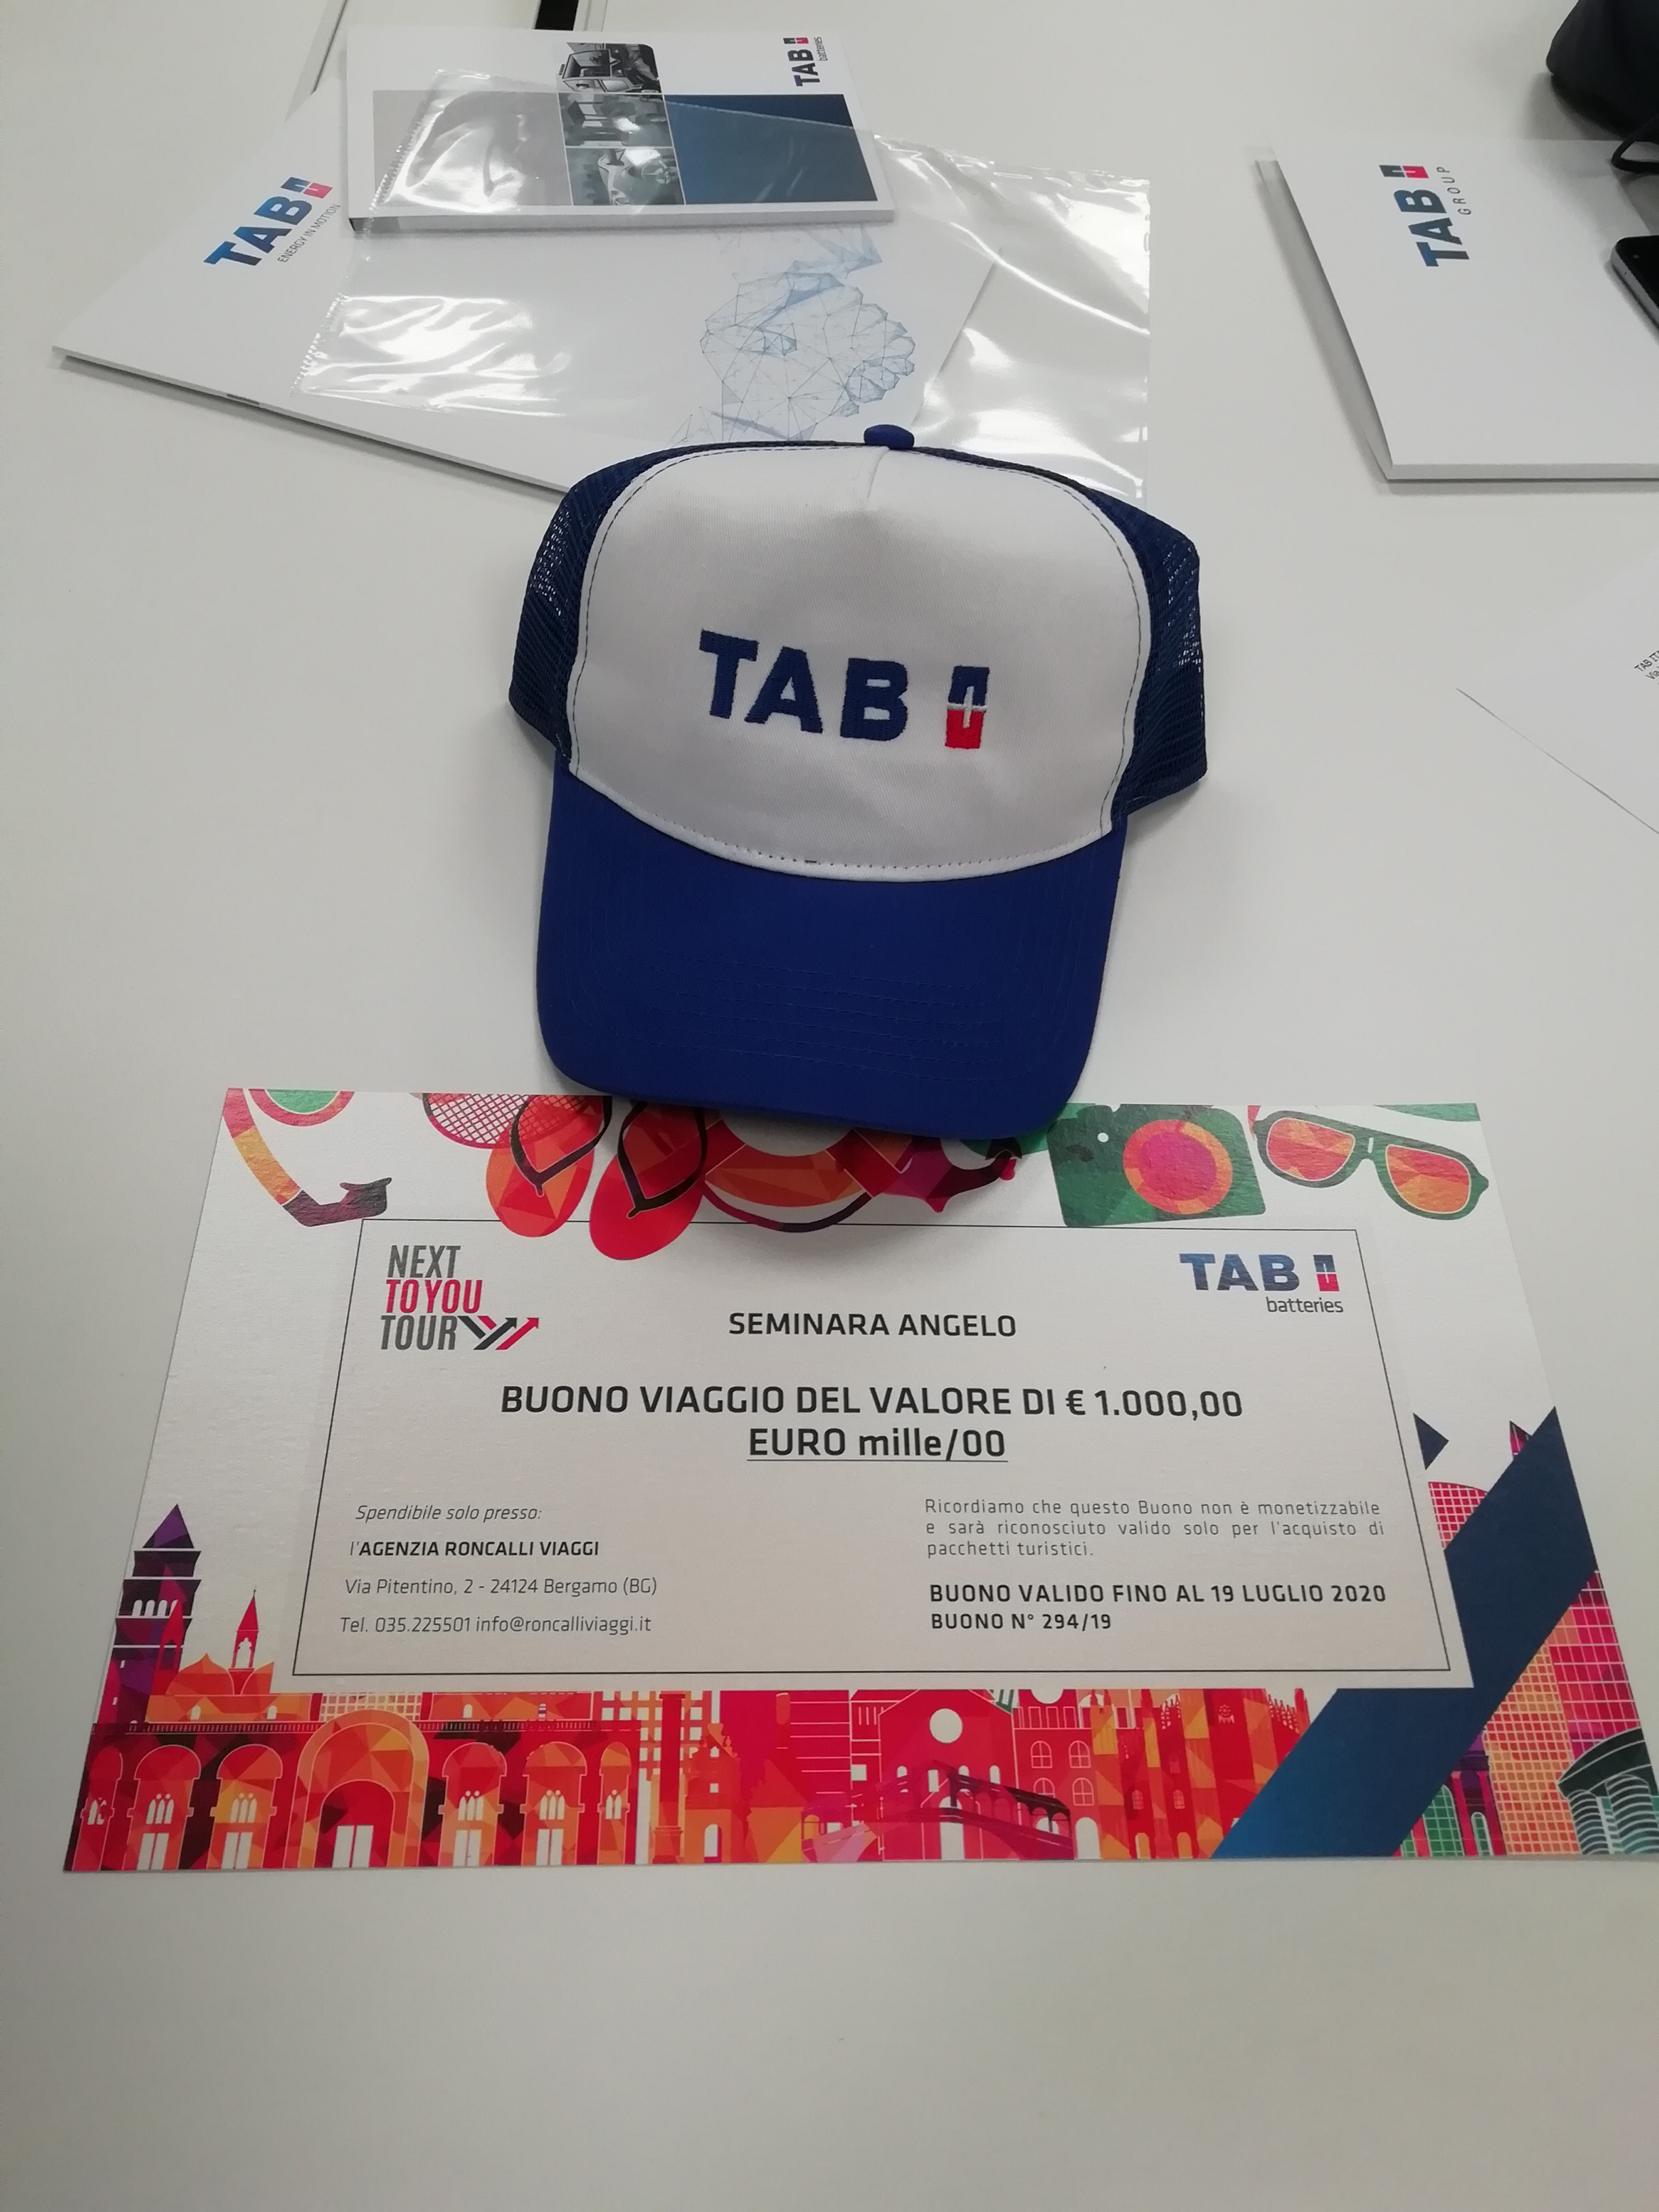 TAB
batteries
TAB
ENERGY IN MOTION
TAB
GROUP
TAB
NEXT
TO YOU
TOUR
TAB
batteries
SEMINARA ANGELO
BUONO VIAGGIO DEL VALORE DI € 1.000,00
EURO mille/00
Spendibile solo presso:
l'AGENZIA RONCALLI VIAGGI
Via Pitentino, 2 - 24124 Bergamo (BG)
Tel. 035.225501 info@roncalliviaggi.it
Ricordiamo che questo Buono non è monetizzabile
e sarà riconosciuto valido solo per l'acquisto di
pacchetti turistici.
BUONO VALIDO FINO AL 19 LUGLIO 2020
BUONO N° 294/19